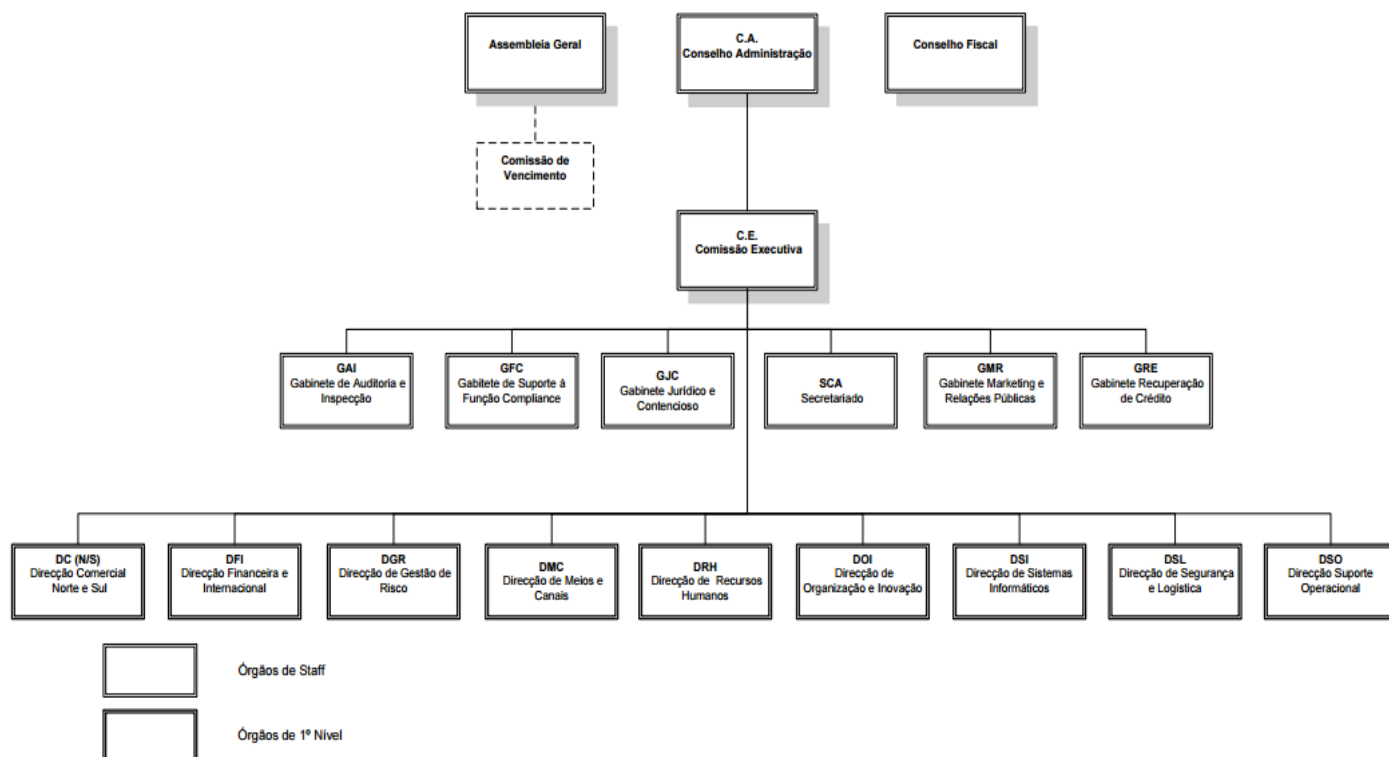 Assembleia Geral
C.A.
Conselho Administração
Conselho Fiscal
Comissão de
Vencimento
C.E.
Comissão Executiva
GAI
Gabinete de Auditoria e
Inspecção
GFC
Gabitete de Suporte á
Função Compliance
GJC
Gabinete Jurídico e
Contencioso
SCA
Secretariado
GMR
Gabinete Marketing e
Relações Públicas
GRE
Gabinete Recuperação
de Crédito
DC (N/S)
Direcção Comercial
Norte e Sul
DFI
Direcção Financeira e
Internacional
DGR
Direcção de Gestão de
Risco
DMC
Direcção de Meios e
Canais
DRH
Direcção de Recursos
Humanos
DOI
Direcção de
Organização e Inovação
DSI
Direcção de Sistemas
Informáticos
DSL
Direcção de Segurança
e Logística
DSO
Direcção Suporte
Operacional
Órgãos de Staff
Órgãos de 1º Nível